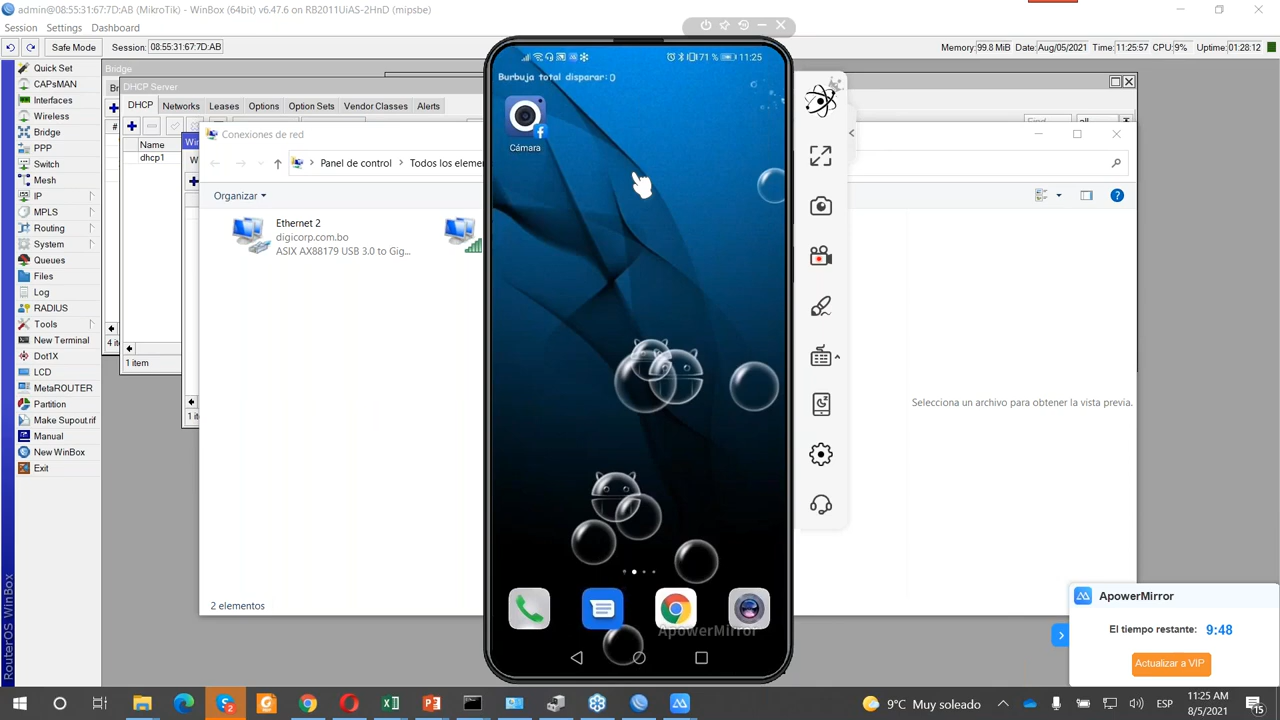 admin@08:55:31:67:7D:AB (MikroTik) - WinBox (64bit) v6.47.6 on RB2011UiAS-2HnD (mipsbe)
Session Settings Dashboard
Safe Mode Session: 08:55:31:67:7D:AB Memory: 99.8 MiB Date: Aug/05/2021 Time: 11:25:57 CPU: 9% Uptime: 01:28:12
Quick Set
CAPsMAN
Interfaces
Wireless
Bridge
PPP
Switch
Mesh
IP
MPLS
Routing
System
Queues
Files
Log
RADIUS
Tools
New Terminal
Dot1X
LCD
MetaROUTER
Partition
Make Supout.rif
Manual
New WinBox
Exit
RouterOS WinBox
Bridge
DHCP Server
DHCP Networks Leases Options Option Sets Vendor Classes Alerts
# Name
dhcp1
Find all
1 item
Conexiones de red
Panel de control > Todos los eleme
Organizar
Ethernet 2
digicorp.com.bo
ASIX AX88179 USB 3.0 to Gig...
Selecciona un archivo para obtener la vista previa.
2 elementos
71 % 11:25
Burbuja total disparar:0
Cámara
ApowerMirror
ApowerMirror
El tiempo restante: 9:48
Actualizar a VIP
9°C Muy soleado ESP 11:25 AM
8/5/2021
15